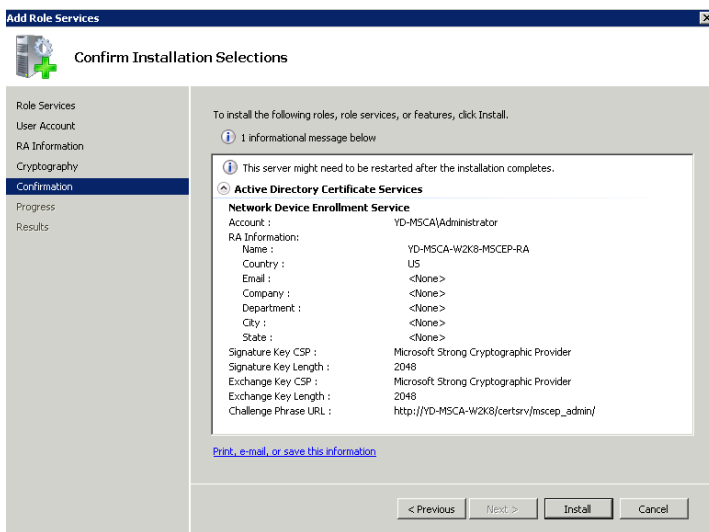 Add Role Services
Confirm Installation Selections
Role Services
User Account
RA Information
Cryptography
Confirmation
Progress
Results
To install the following roles, role services, or features, click Install.
1 informational message below
This server might need to be restarted after the installation completes.
Active Directory Certificate Services
Network Device Enrollment Service
Account : YD-MSCA\Administrator
RA Information:
Name : YD-MSCA-W2K8-MSCEP-RA
Country : US
Email : <None>
Company : <None>
Department : <None>
City : <None>
State : <None>
Signature Key CSP : Microsoft Strong Cryptographic Provider
Signature Key Length : 2048
Exchange Key CSP : Microsoft Strong Cryptographic Provider
Exchange Key Length : 2048
Challenge Phrase URL : http://YD-MSCA-W2K8/certsrv/mscep_admin/
Print, e-mail, or save this information
< Previous Next > Install Cancel